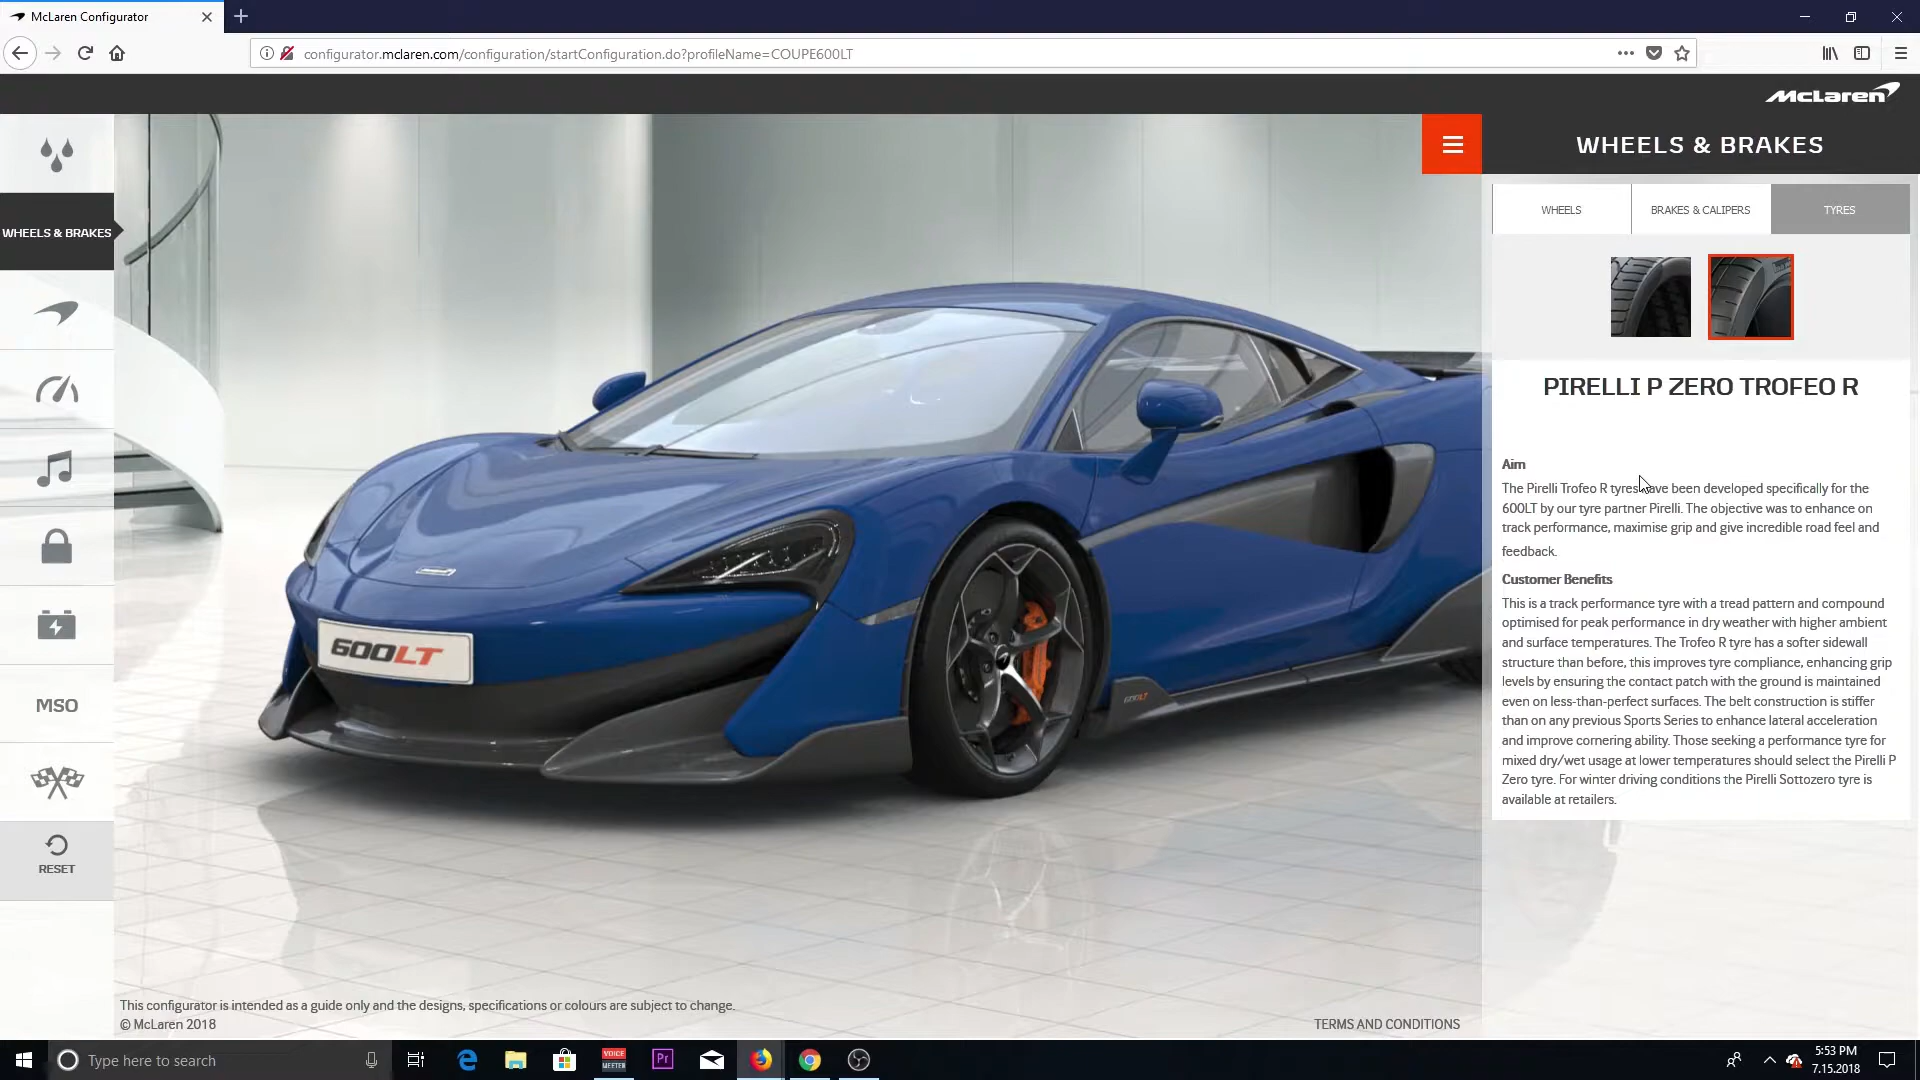 McLaren Configurator
configurator.mclaren.com/configuration/startConfiguration.do?profileName=COUPE600LT
McLaren
WHEELS & BRAKES
WHEELS & BRAKES
WHEELS
BRAKES & CALIPERS
TYRES
PIRELLI P ZERO TROFEO R
Aim
The Pirelli Trofeo R tyres have been developed specifically for the
600LT by our tyre partner Pirelli. The objective was to enhance on
track performance, maximise grip and give incredible road feel and
feedback.
Customer Benefits
This is a track performance tyre with a tread pattern and compound
optimised for peak performance in dry weather with higher ambient
and surface temperatures. The Trofeo R tyre has a softer sidewall
structure than before, this improves tyre compliance, enhancing grip
levels by ensuring the contact patch with the ground is maintained
even on less-than-perfect surfaces. The belt construction is stiffer
than on any previous Sports Series to enhance lateral acceleration
and improve cornering ability. Those seeking a performance tyre for
mixed dry/wet usage at lower temperatures should select the Pirelli P
Zero tyre. For winter driving conditions the Pirelli Sottozero tyre is
available at retailers.
600LT
600LT
MSO
RESET
This configurator is intended as a guide only and the designs, specifications or colours are subject to change.
© McLaren 2018
TERMS AND CONDITIONS
Type here to search
VOICE
MEETER
Pr
5:53 PM
7.15.2018